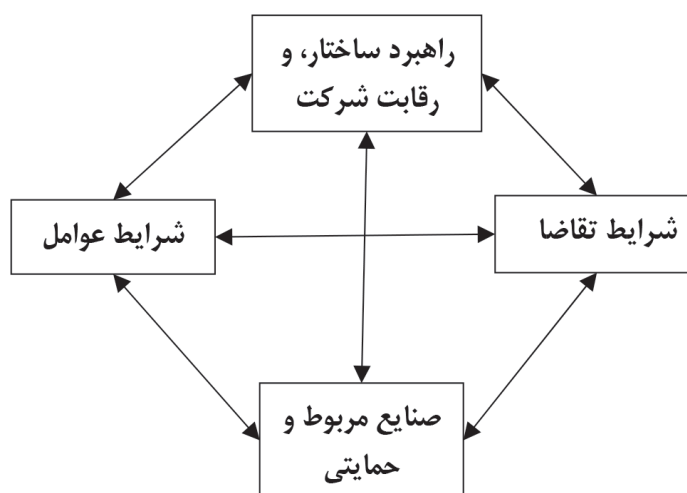 راهبرد ساختار، و
رقابت شرکت
شرایط تقاضا
شرایط عوامل
صنایع مربوط و
حمایتی